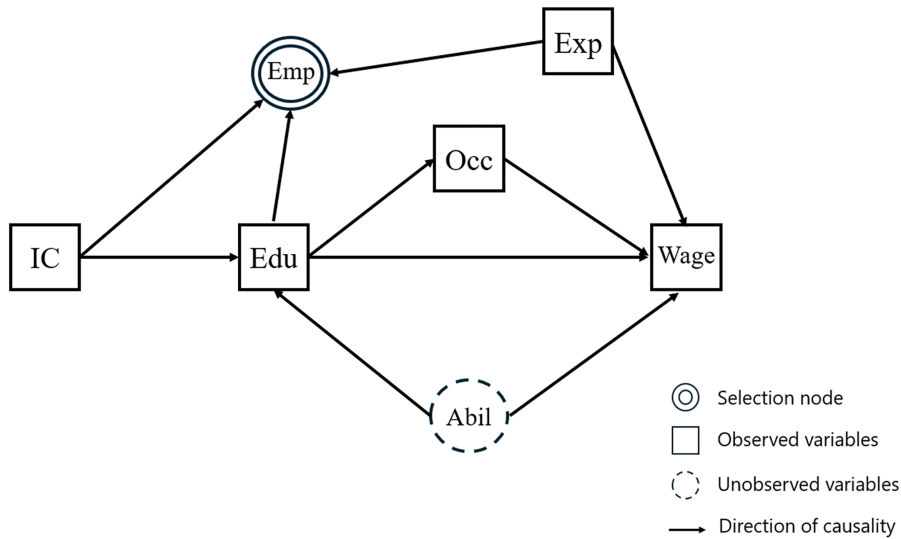 Exp
Emp
Occ
IC
Edu
Wage
Abil
Selection node
Observed variables
Unobserved variables
Direction of causality